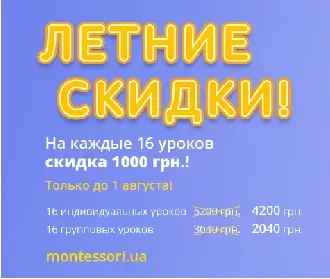 ЛЕТНИЕ
СКИДКИ!
На каждые 16 уроков
скидка 1000 грн.!
Только до 1 августа!
16 индивидуальных уроков 5200 грн. 4200 грн.
16 групповых уроков 3040 грн. 2040 грн.
montessori.ua